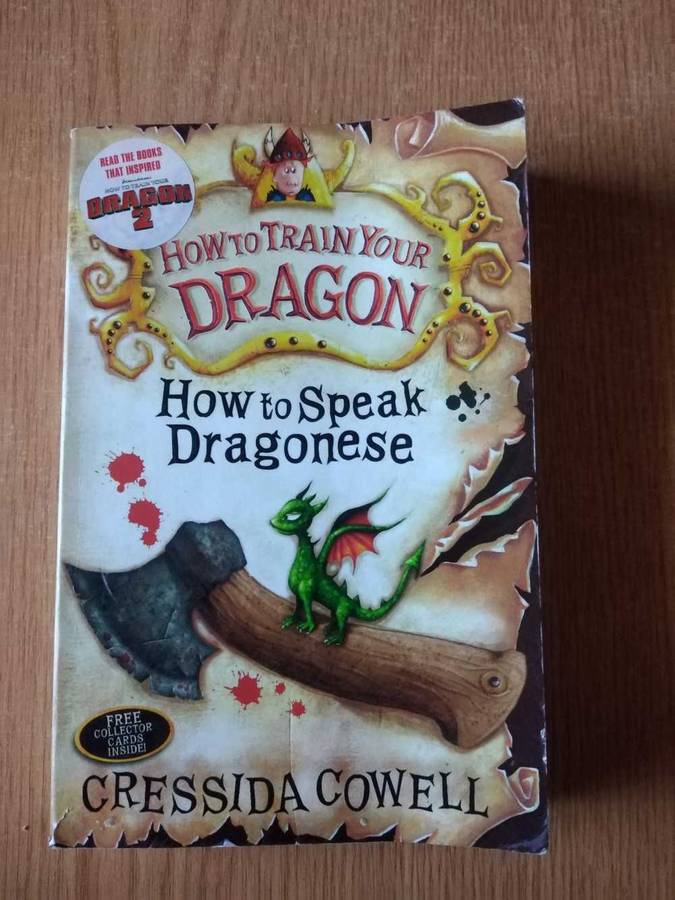 READ THE BOOKS
THAT INSPIRED
HOW TO TRAIN YOUR
DRAGON
2
HOW TO TRAIN YOUR
DRAGON
How to Speak
Dragonese
FREE
COLLECTOR
CARDS
INSIDE!
CRESSIDA COWELL